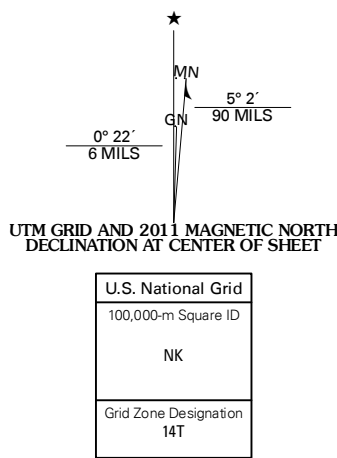 MN
5° 2´
90 MILS
GN
0° 22´
6 MILS
UTM GRID AND 2011 MAGNETIC NORTH
DECLINATION AT CENTER OF SHEET
U.S. National Grid
100,000-m Square ID
NK
Grid Zone Designation
14T